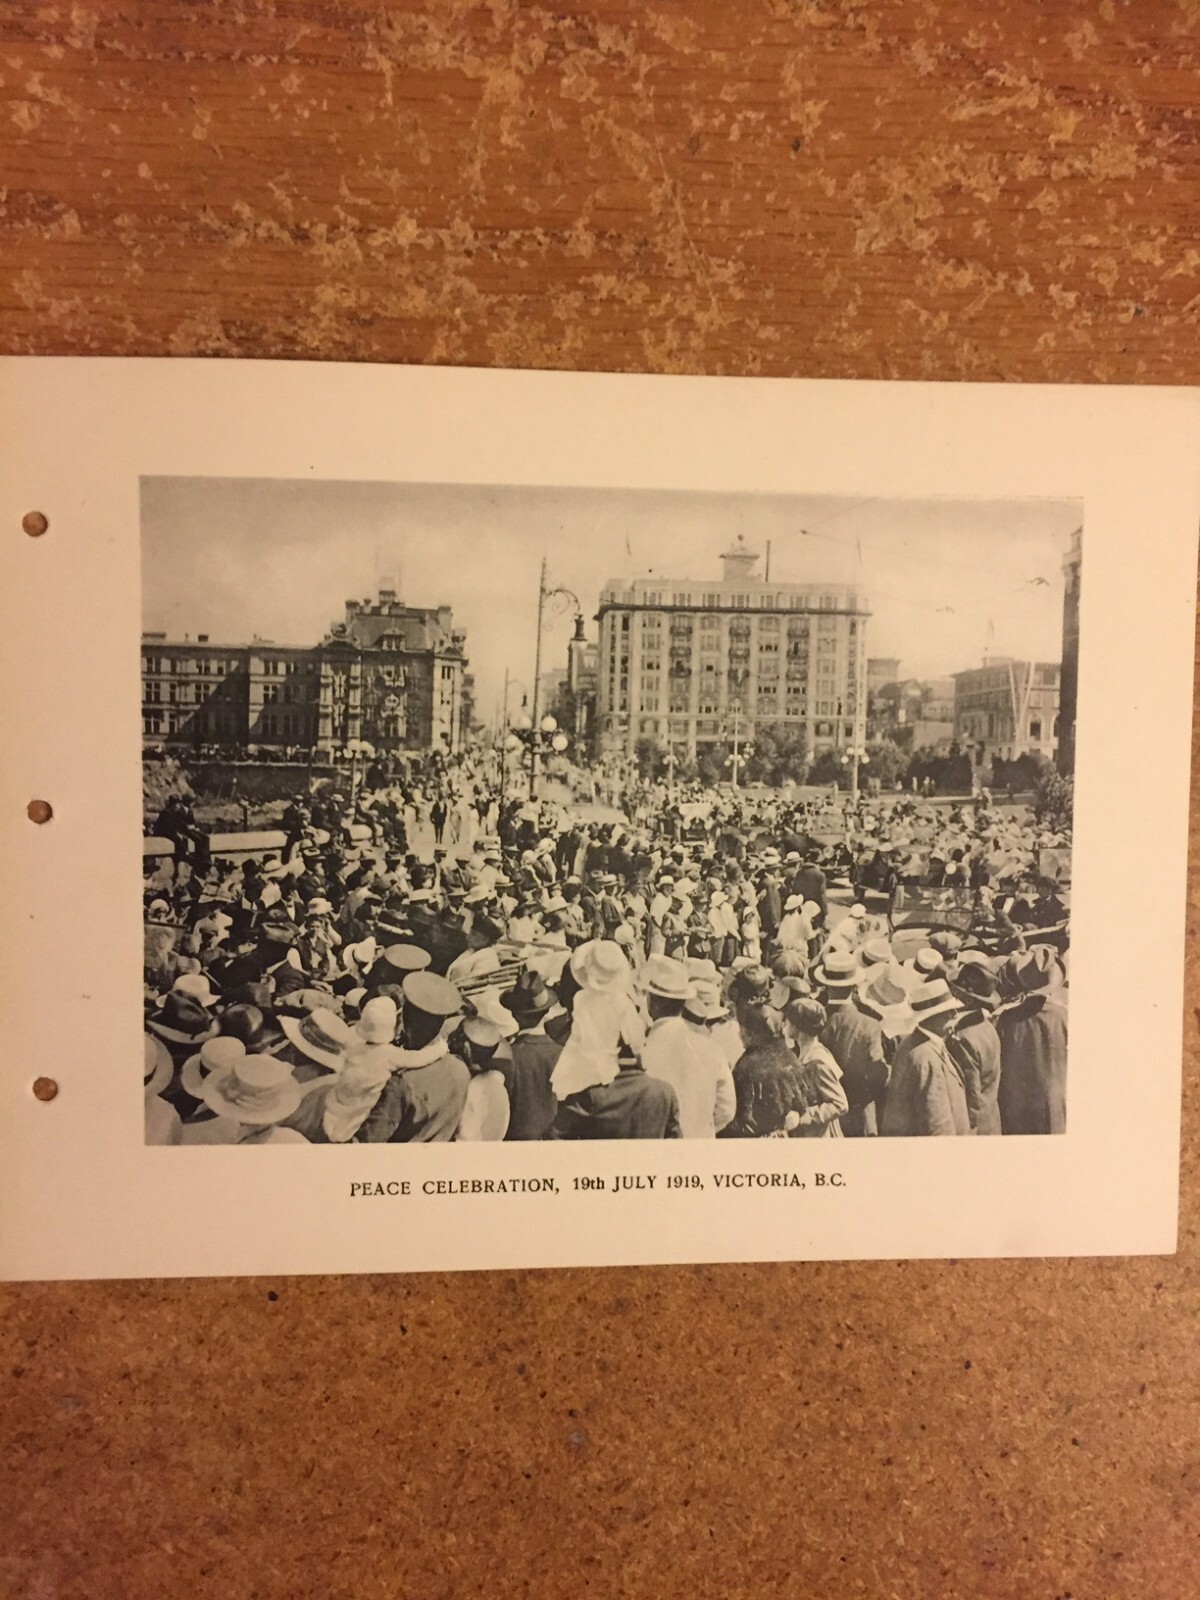 PEACE CELEBRATION, 19th JULY 1919, VICTORIA, B.C.